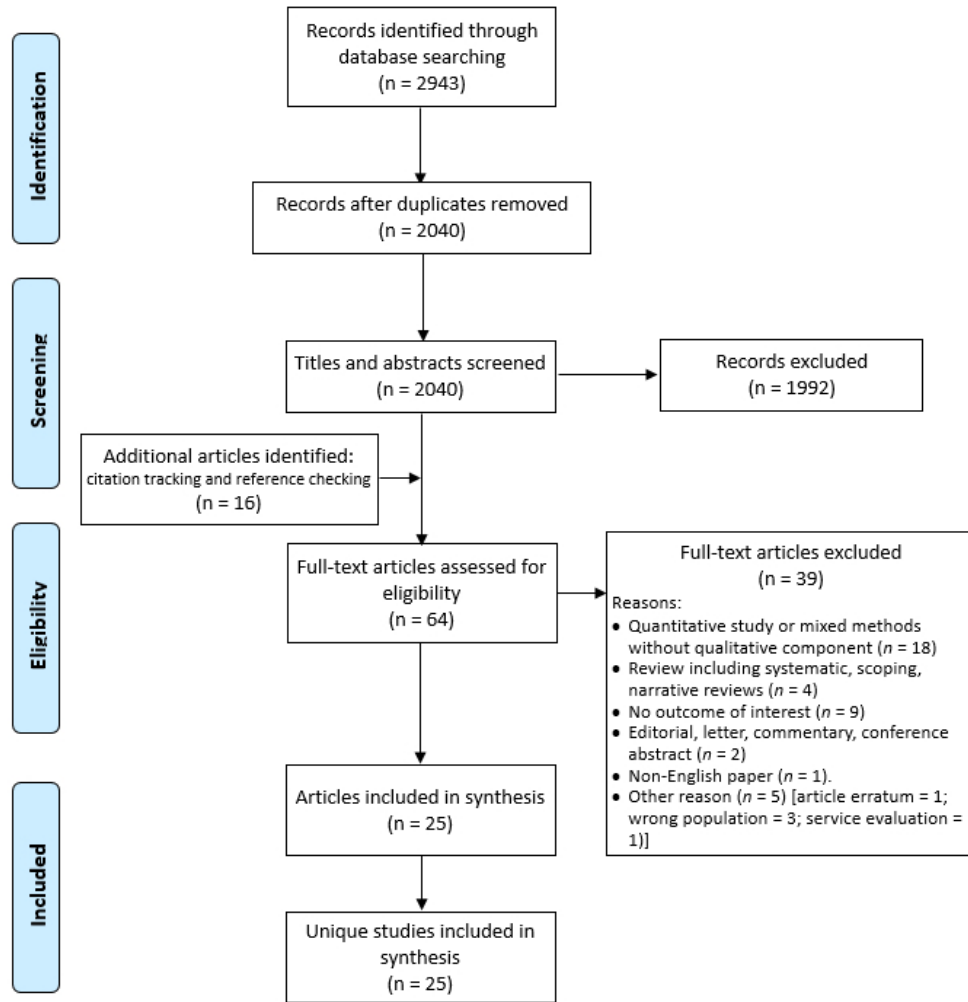 Identification
Records identified through
database searching
(n = 2943)
Records after duplicates removed
(n = 2040)
Screening
Titles and abstracts screened
(n = 2040)
Records excluded
(n = 1992)
Additional articles identified:
citation tracking and reference checking
(n = 16)
Eligibility
Full-text articles assessed for
eligibility
(n = 64)
Full-text articles excluded
(n = 39)
Reasons:
• Quantitative study or mixed methods
without qualitative component (n = 18)
• Review including systematic, scoping,
narrative reviews (n = 4)
• No outcome of interest (n = 9)
• Editorial, letter, commentary, conference
abstract (n = 2)
• Non-English paper (n = 1).
• Other reason (n = 5) [article erratum = 1;
wrong population = 3; service evaluation =
1)]
Included
Articles included in synthesis
(n = 25)
Unique studies included in
synthesis
(n = 25)